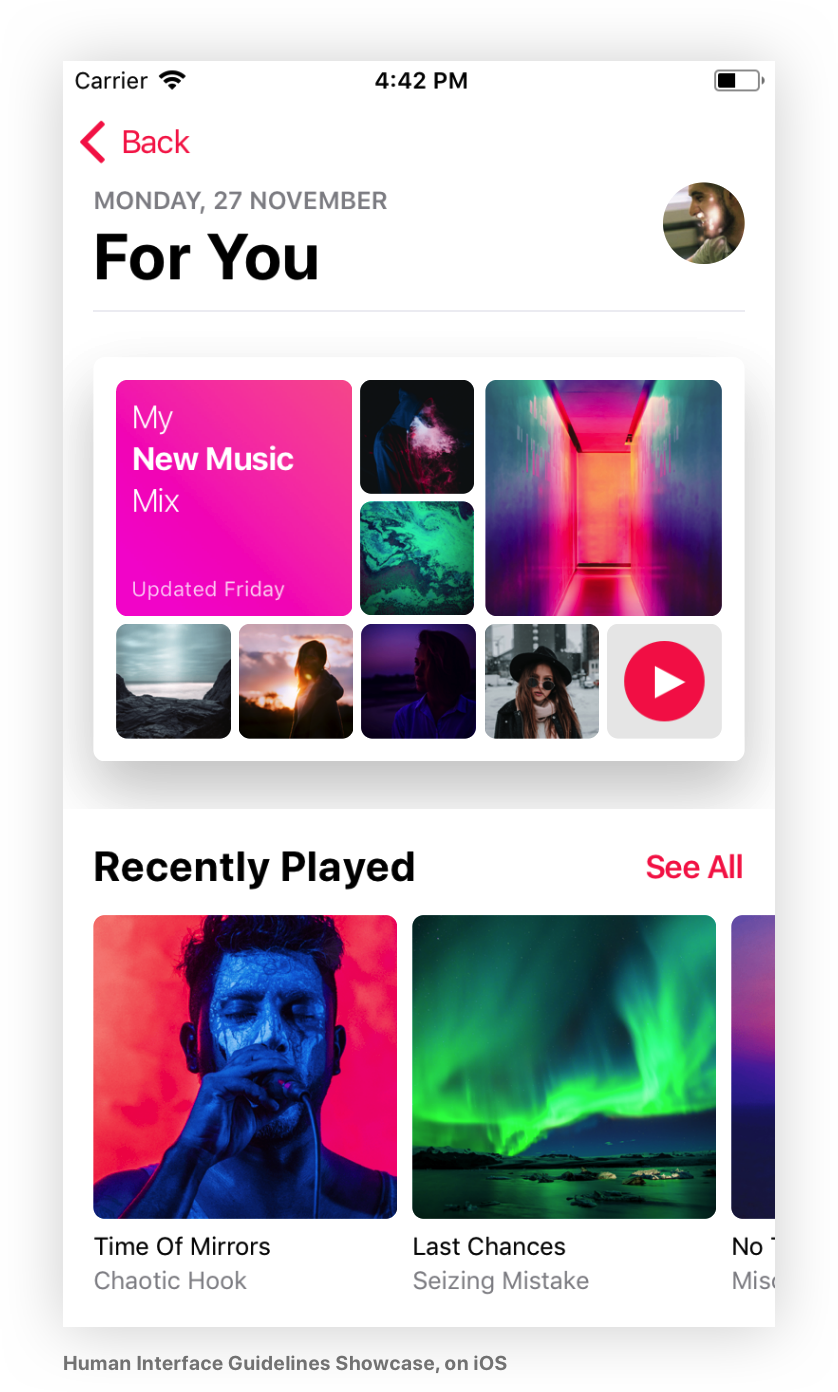 Carrier 4:42 PM
Back
MONDAY, 27 NOVEMBER
For You
My
New Music
Mix
Updated Friday
Recently Played See All
Time Of Mirrors Last Chances No
Chaotic Hook Seizing Mistake
Human Interface Guidelines Showcase, on iOS